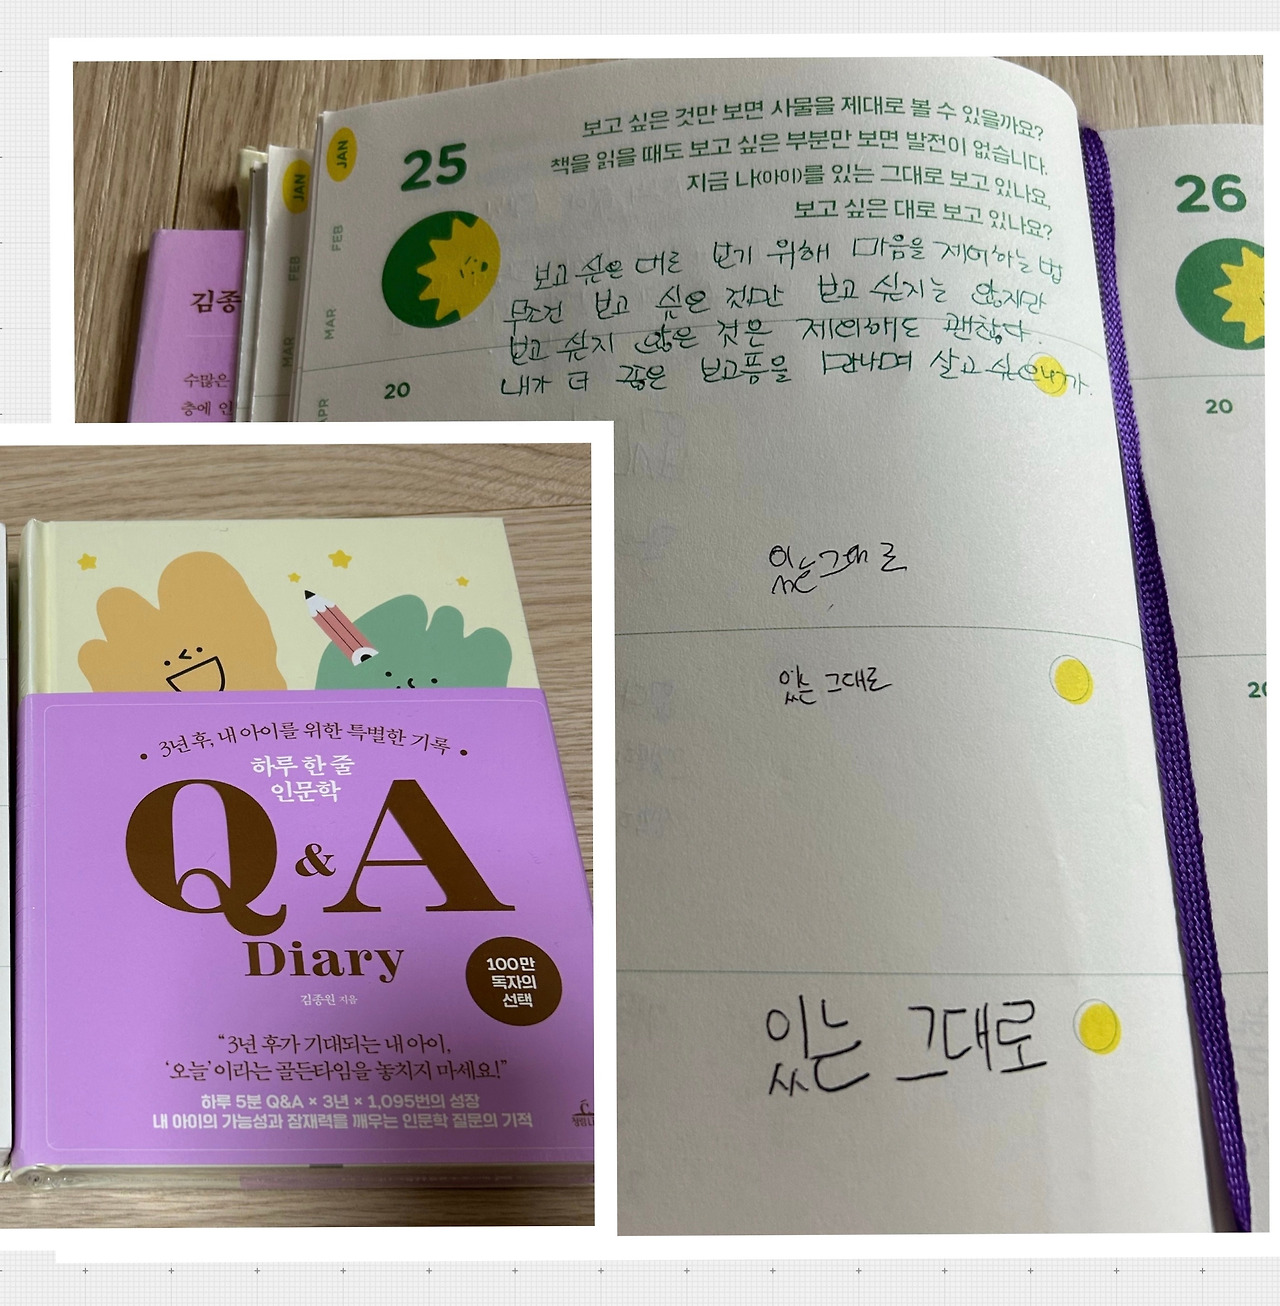 JAN
JAN
FEB
FEB
MAR
MAR
APR
25
보고 싶은 것만 보면 사물을 제대로 볼 수 있을까요?
책을 읽을 때도 보고 싶은 부분만 보면 발전이 없습니다.
지금 나(아이)를 있는 그대로 보고 있나요,
보고 싶은 대로 보고 있나요?
보고 싶은 대로 보기 위해 마음을 제어하는 법
무조건 보고 싶은 것만 보고 싶지는 않지만
보고 싶지 않은 것은 제외해도 괜찮다.
내가 더 좋은 보고픔을 만나며 살고 싶으니까.
20
있는 그대로
있는 그대로
있는 그대로
26
20
김종
수많은
층에 인
3년 후, 내 아이를 위한 특별한 기록
하루 한 줄
인문학
Q&A
Diary
김종원 지음
100만
독자의
선택
“3년 후가 기대되는 내 아이,
‘오늘’이라는 골든타임을 놓치지 마세요!”
하루 5분 Q&A × 3년 × 1,095번의 성장
내 아이의 가능성과 잠재력을 깨우는 인문학 질문의 기적